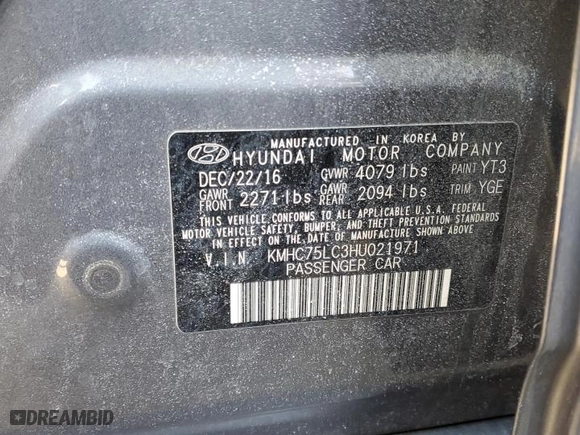 MANUFACTURED IN KOREA BY
HYUNDAI MOTOR COMPANY
DEC/22/16 GVWR 4079 lbs PAINT YT3
GAWR FRONT 2271 lbs GAWR REAR 2094 lbs TRIM YGE
THIS VEHICLE CONFORMS TO ALL APPLICABLE U.S.A. FEDERAL
MOTOR VEHICLE SAFETY, BUMPER, AND THEFT PREVENTION STANDARDS
IN EFFECT ON THE DATE OF MANUFACTURE SHOWN ABOVE.
V.I.N. KMHC75LC3HU021971
PASSENGER CAR
DREAMBID